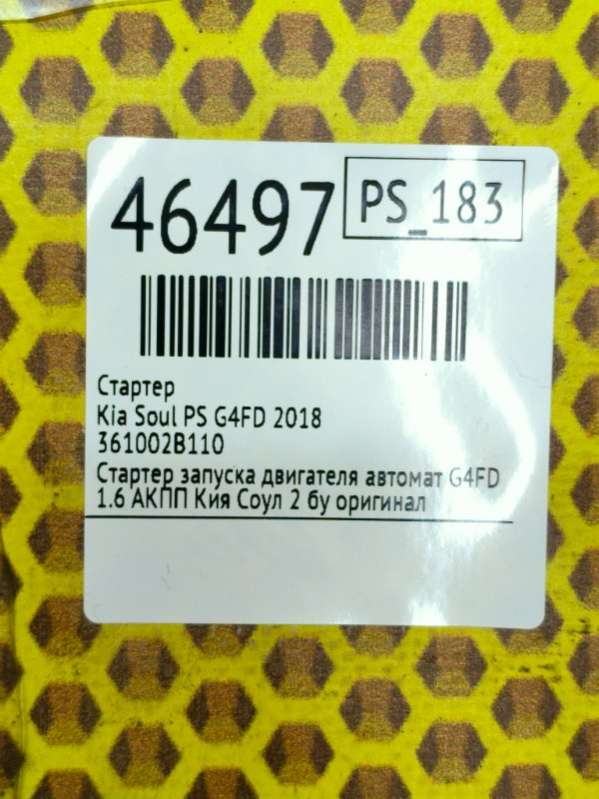 46497
PS_183
Стартер
Kia Soul PS G4FD 2018
361002B110
Стартер запуска двигателя автомат G4FD
1.6 АКПП Кия Соул 2 бу оригинал